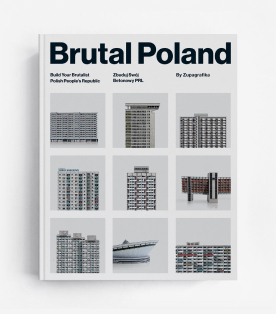 Brutal Poland
Build Your Brutalist
Polish People's Republic
Zbuduj Swój
Betonowy PRL
By Zupagrafika